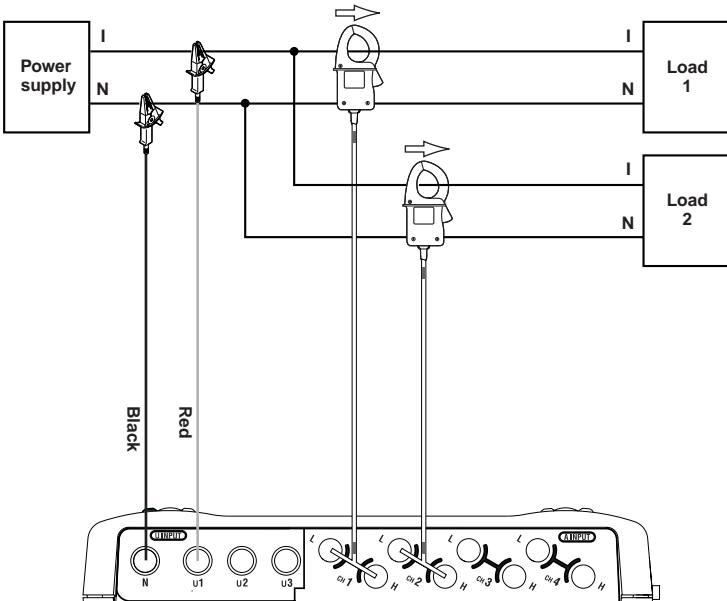 I
I
Power
supply
Load
1
N
N
I
Load
2
N
Black
Red
U INPUT
A INPUT
L
L
L
L
N
U1
U2
U3
CH 1
H
CH 2
H
CH 3
H
CH 4
H